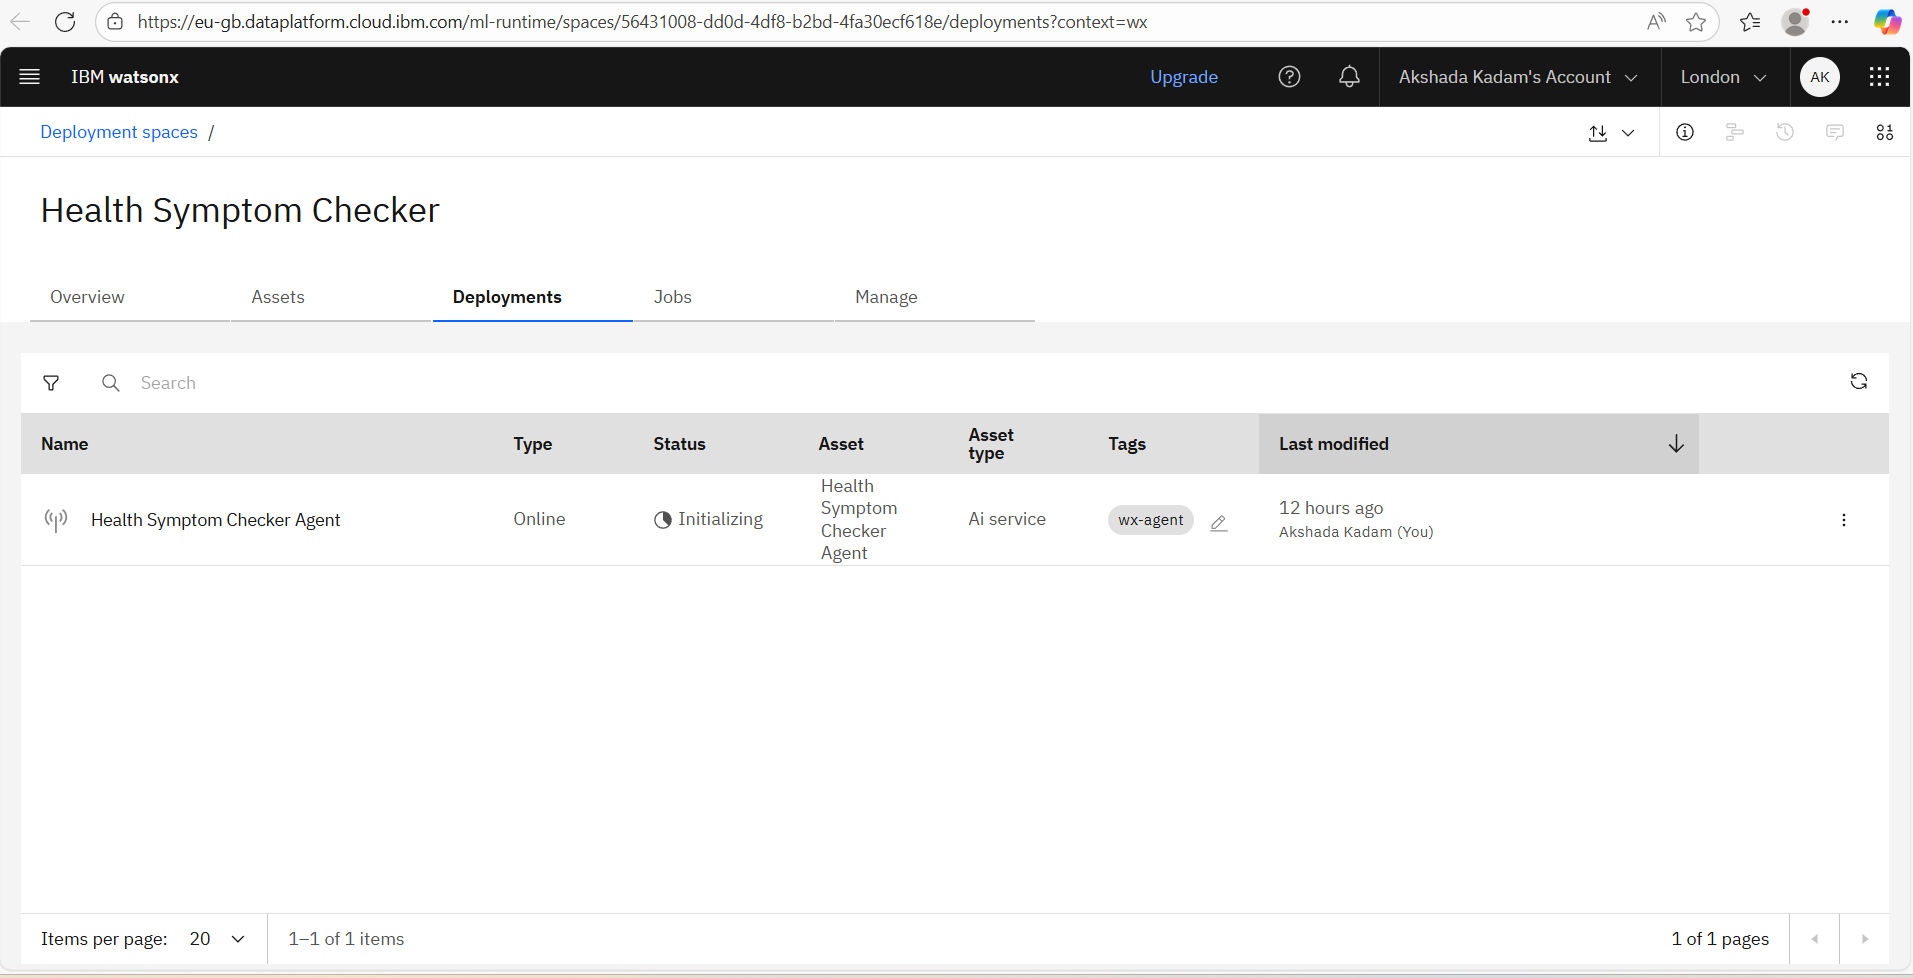 https://eu-gb.dataplatform.cloud.ibm.com/ml-runtime/spaces/56431008-dd0d-4df8-b2bd-4fa30ecf618e/deployments?context=wx
IBM watsonx
Upgrade
Akshada Kadam's Account
London
AK
Deployment spaces /
Health Symptom Checker
Overview
Assets
Deployments
Jobs
Manage
Search
Name
Type
Status
Asset
Asset
type
Tags
Last modified
Health Symptom Checker Agent
Online
Initializing
Health
Symptom
Checker
Agent
Ai service
wx-agent
12 hours ago
Akshada Kadam (You)
Items per page: 20
1–1 of 1 items
1 of 1 pages